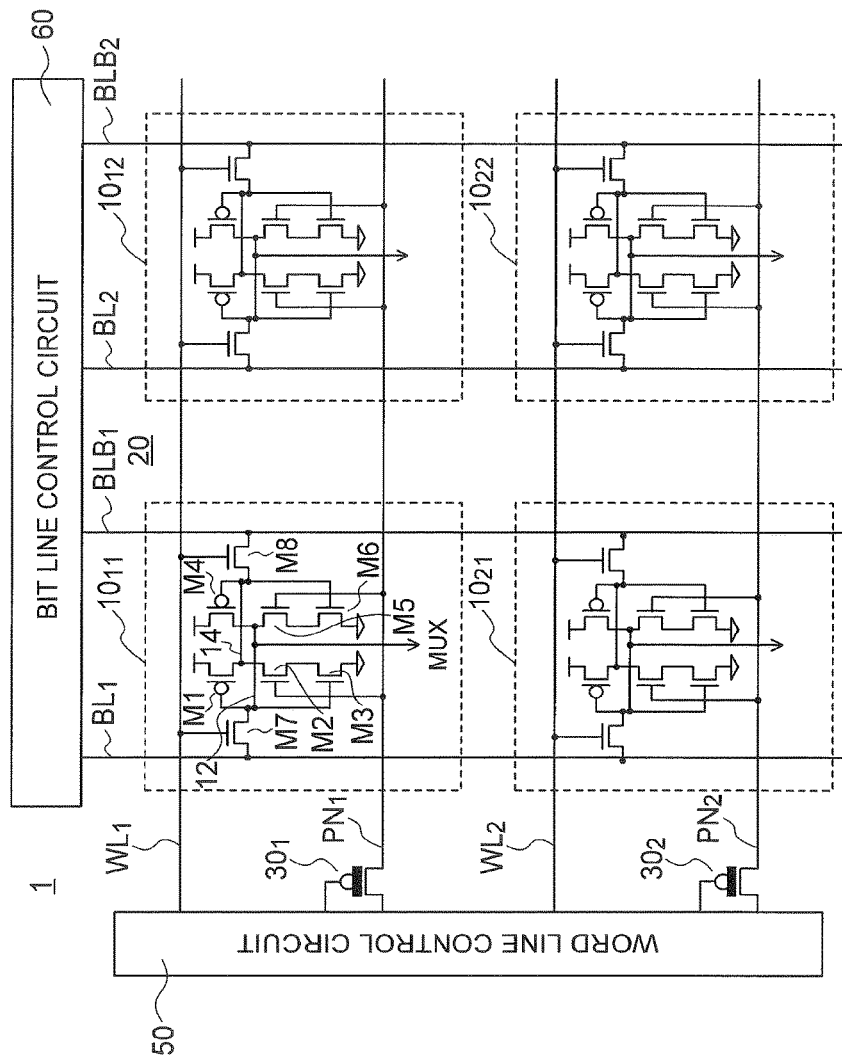 1
BIT LINE CONTROL CIRCUIT
60
BL1
1011
BLB1
20
BL2
1012
BLB2
WL1
12
M1
14
M4
M7
M8
M2
M3
M5
M6
MUX
301
PN1
WL2
1021
1022
302
PN2
WORD LINE CONTROL CIRCUIT
50